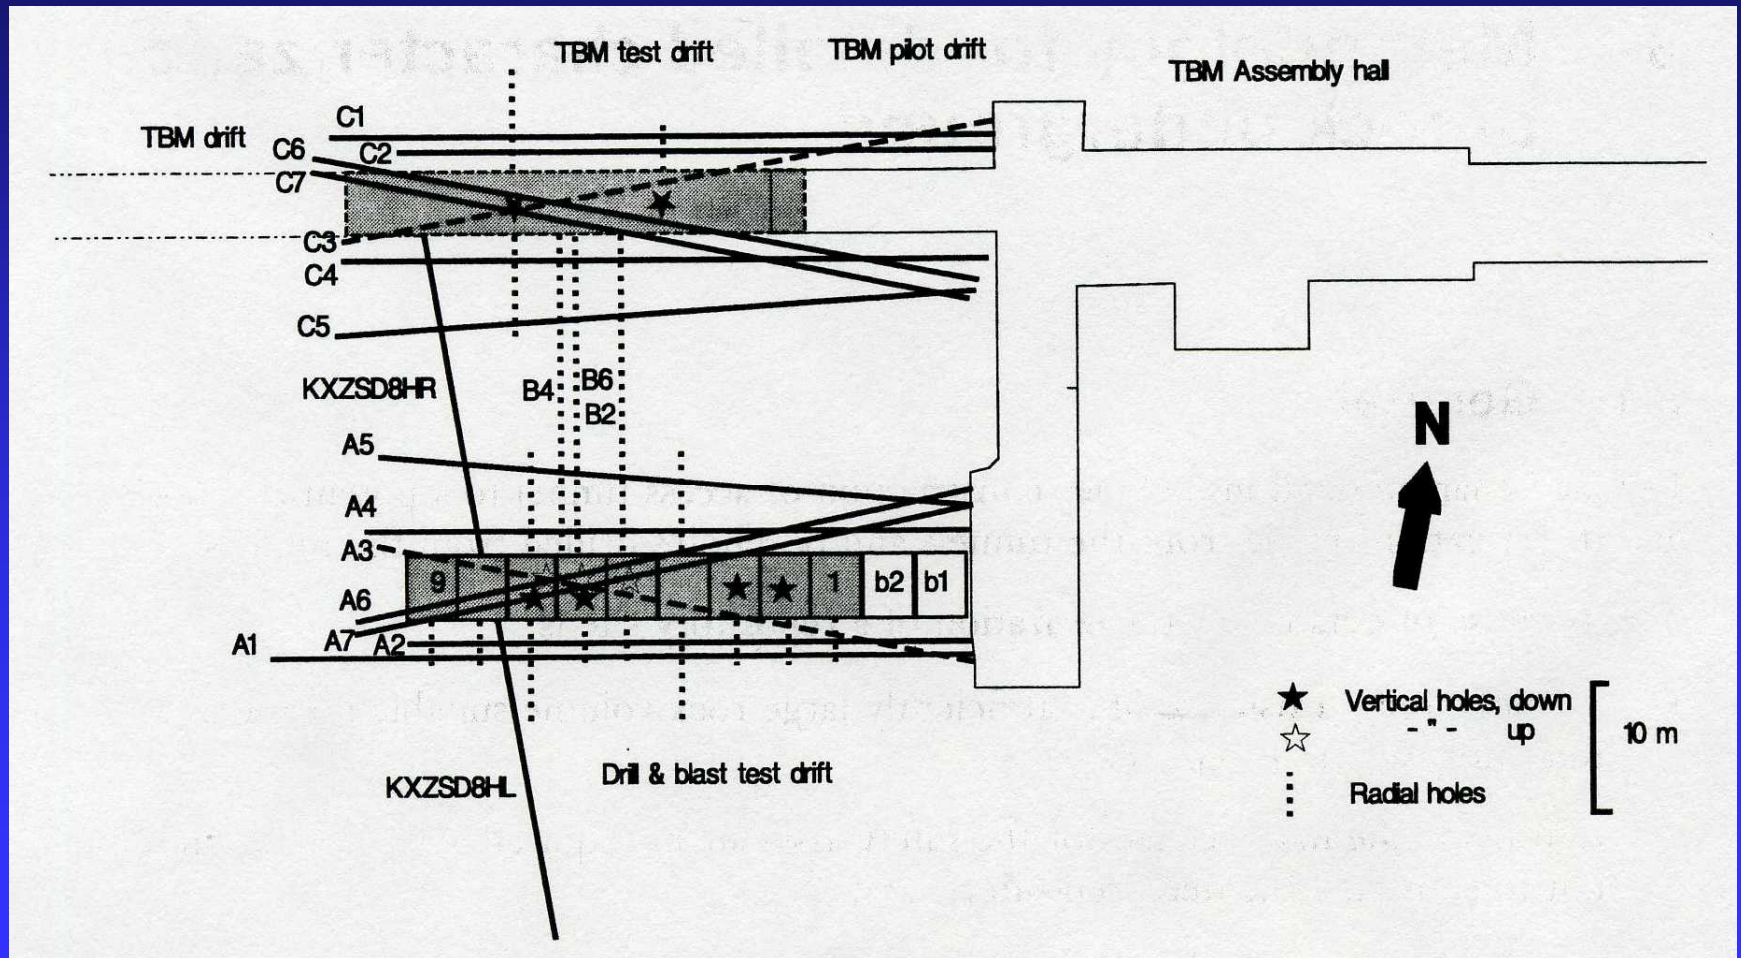 TBM test drift
TBM pilot drift
TBM Assembly hall
TBM drift
C1
C6
C2
C7
C3
C4
C5
KXZSD8HR
B4
B6
B2
A5
A4
A3
9
1
b2
b1
A6
A7
A2
A1
N
Vertical holes, down
- " - up
10 m
Radial holes
Drill & blast test drift
KXZSD8HL